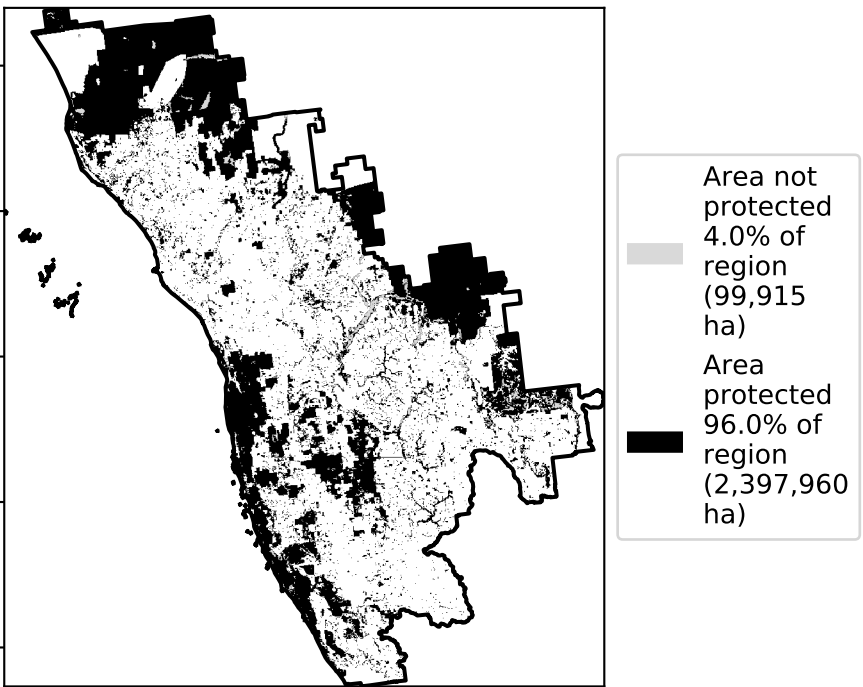 Area not
protected
4.0% of
region
(99,915
ha)
Area
protected
96.0% of
region
(2,397,960
ha)